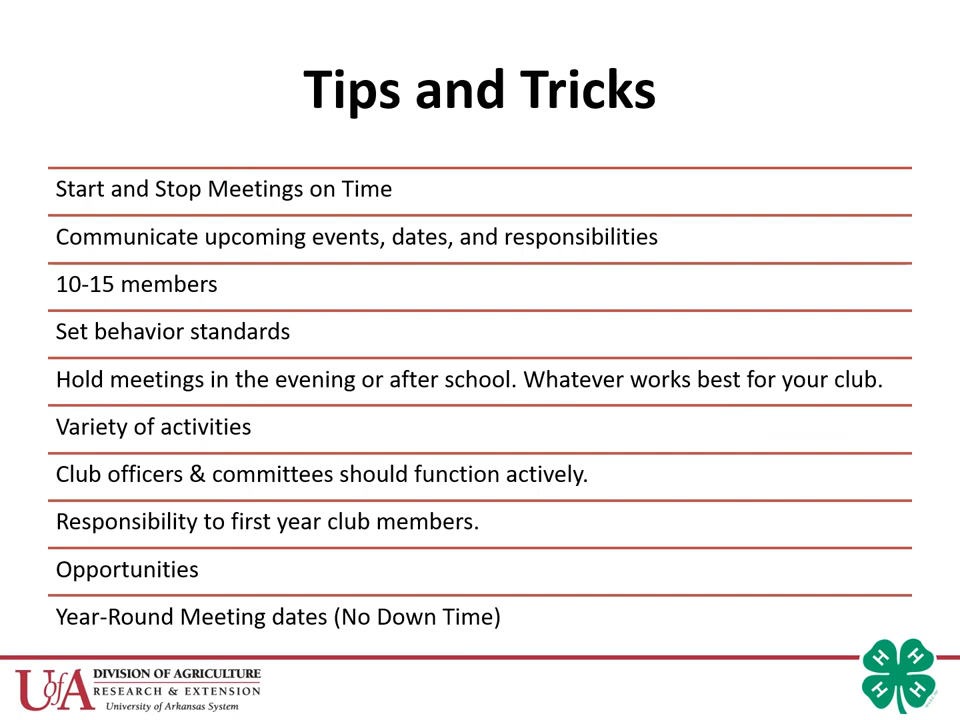 Tips and Tricks
Start and Stop Meetings on Time
Communicate upcoming events, dates, and responsibilities
10-15 members
Set behavior standards
Hold meetings in the evening or after school. Whatever works best for your club.
Variety of activities
Club officers & committees should function actively.
Responsibility to first year club members.
Opportunities
Year-Round Meeting dates (No Down Time)
UofA DIVISION OF AGRICULTURE
RESEARCH & EXTENSION
University of Arkansas System
H H
H H